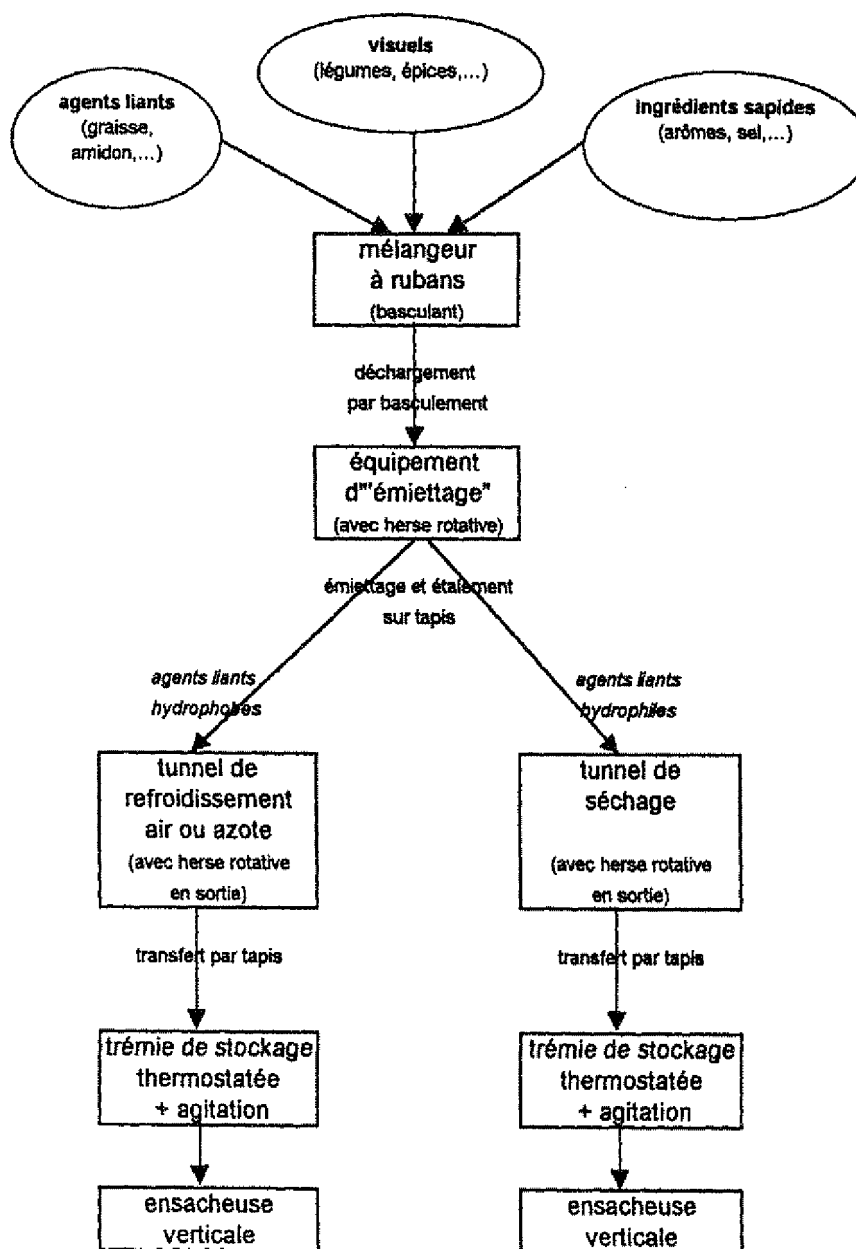 visuels
(légumes, épices,...)
agents liants
(graisse,
amidon,...)
ingrédients sapides
(arômes, sel,...)
mélangeur
à rubans
(basculant)
déchargement
par basculement
équipement
d'"émiettage"
(avec herse rotative)
émiettage et étalement
sur tapis
agents liants
hydrophobes
agents liants
hydrophiles
tunnel de
refroidissement
air ou azote
(avec herse rotative
en sortie)
tunnel de
séchage
(avec herse rotative
en sortie)
transfert par tapis
transfert par tapis
trémie de stockage
thermostatée
+ agitation
trémie de stockage
thermostatée
+ agitation
ensacheuse
verticale
ensacheuse
verticale